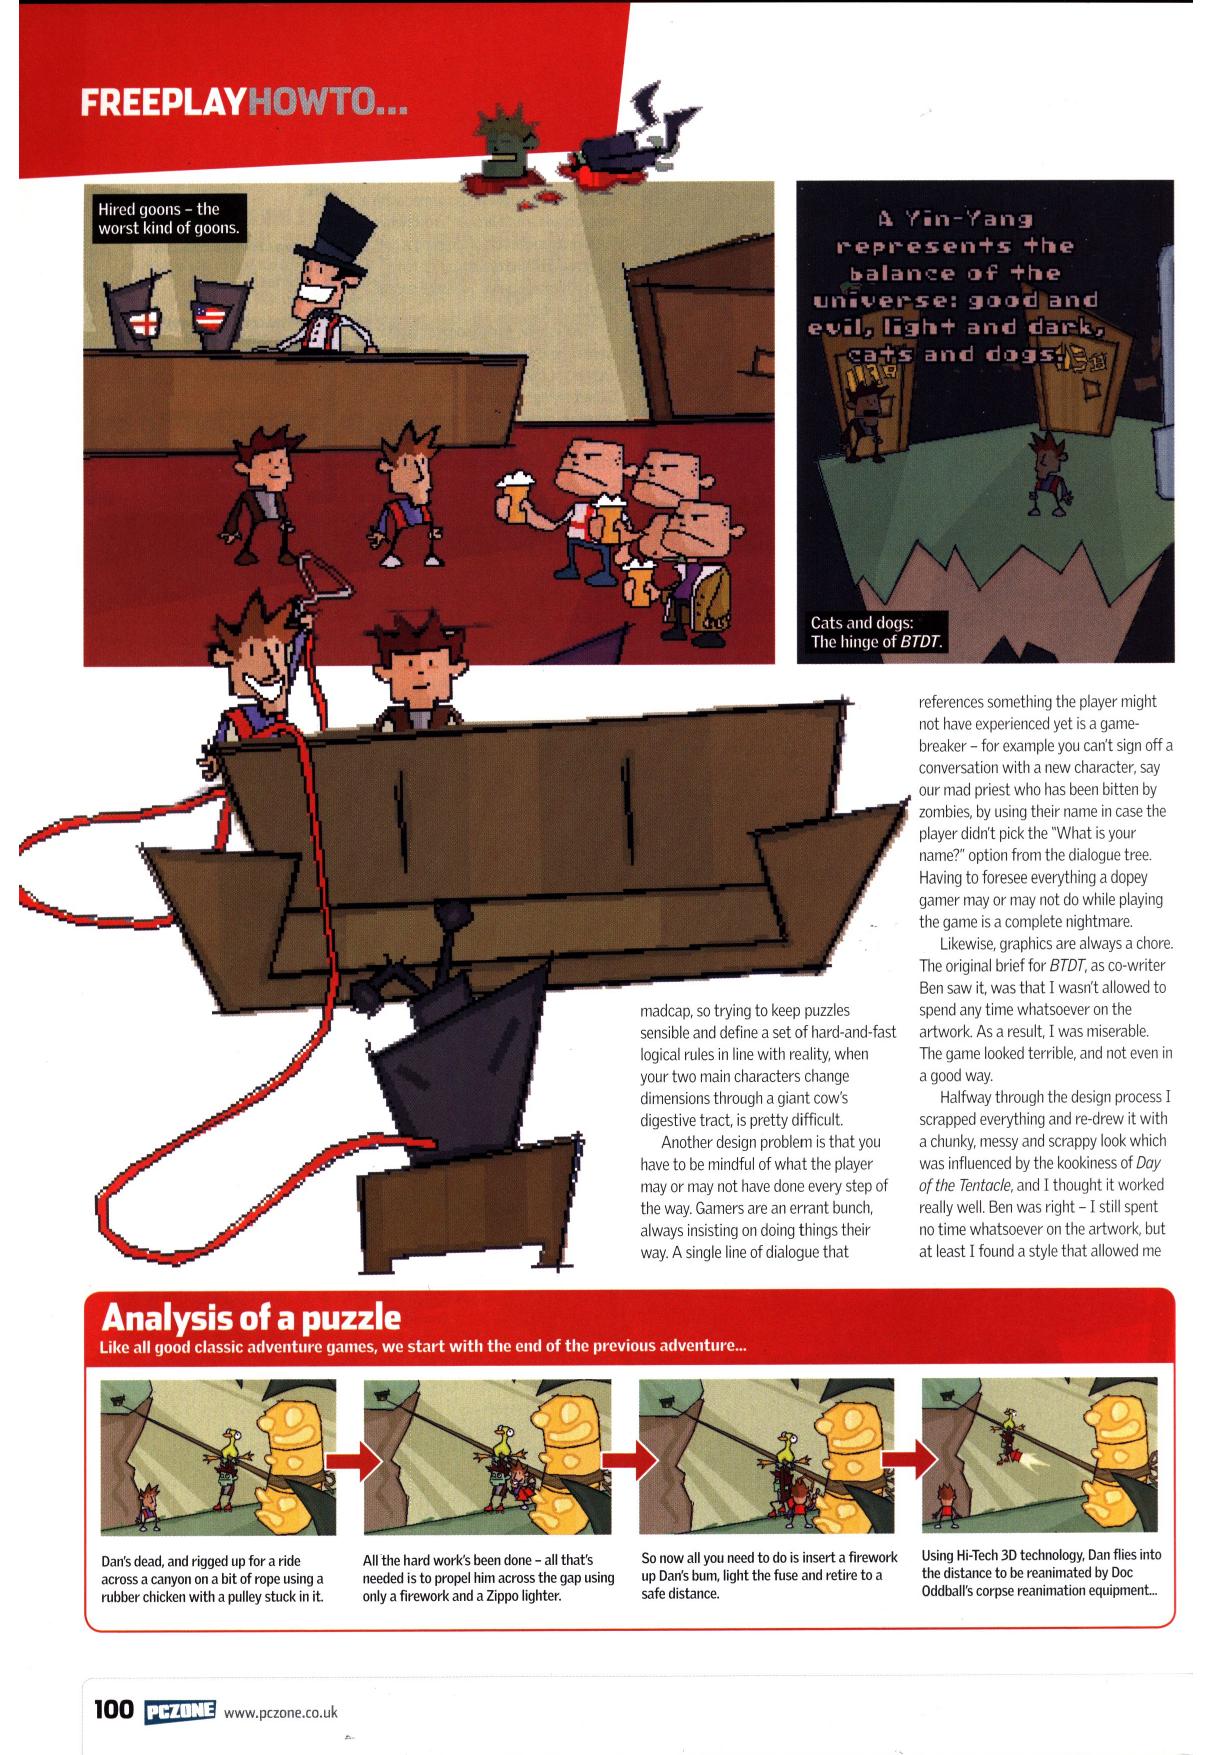 FREEPLAYHOWTO...
Hired goons – the
worst kind of goons.
A Yin-Yang
represents the
balance of the
universe: good and
evil, light and dark,
cats and dogs.
Cats and dogs:
The hinge of BTDT.
madcap, so trying to keep puzzles
sensible and define a set of hard-and-fast
logical rules in line with reality, when
your two main characters change
dimensions through a giant cow's
digestive tract, is pretty difficult.
Another design problem is that you
have to be mindful of what the player
may or may not have done every step of
the way. Gamers are an errant bunch,
always insisting on doing things their
way. A single line of dialogue that
references something the player might
not have experienced yet is a game-
breaker – for example you can't sign off a
conversation with a new character, say
our mad priest who has been bitten by
zombies, by using their name in case the
player didn't pick the "What is your
name?" option from the dialogue tree.
Having to foresee everything a dopey
gamer may or may not do while playing
the game is a complete nightmare.
Likewise, graphics are always a chore.
The original brief for BTDT, as co-writer
Ben saw it, was that I wasn't allowed to
spend any time whatsoever on the
artwork. As a result, I was miserable.
The game looked terrible, and not even in
a good way.
Halfway through the design process I
scrapped everything and re-drew it with
a chunky, messy and scrappy look which
was influenced by the kookiness of Day
of the Tentacle, and I thought it worked
really well. Ben was right – I still spent
no time whatsoever on the artwork, but
at least I found a style that allowed me
Analysis of a puzzle
Like all good classic adventure games, we start with the end of the previous adventure...
Dan's dead, and rigged up for a ride
across a canyon on a bit of rope using a
rubber chicken with a pulley stuck in it.
All the hard work's been done – all that's
needed is to propel him across the gap using
only a firework and a Zippo lighter.
So now all you need to do is insert a firework
up Dan's bum, light the fuse and retire to a
safe distance.
Using Hi-Tech 3D technology, Dan flies into
the distance to be reanimated by Doc
Oddball's corpse reanimation equipment...
100 PCZONE www.pczone.co.uk